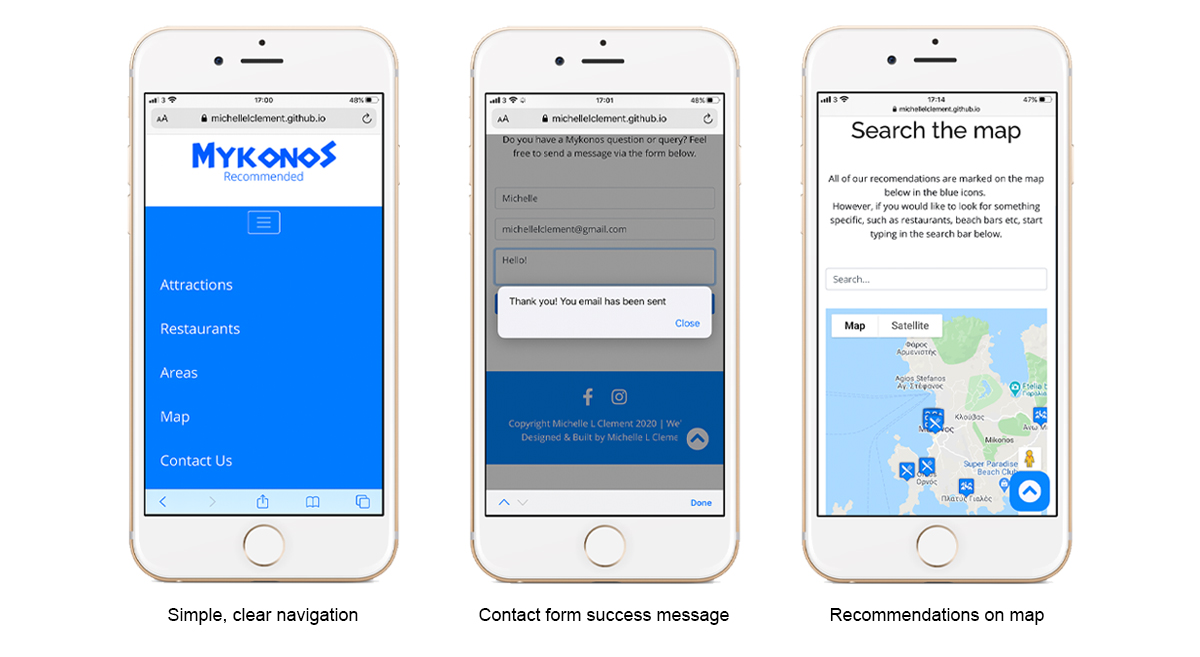 3 17:00 48%
AA michellelclement.github.io
MYKONOS
Recommended
Attractions
Restaurants
Areas
Map
Contact Us
Simple, clear navigation
3 17:01 48%
AA michellelclement.github.io
Do you have a Mykonos question or query? Feel
free to send a message via the form below.
Michelle
michellelclement@gmail.com
Hello!
Thank you! You email has been sent
Close
Copyright Michelle L Clement 2020 | We'
Designed & Built by Michelle L Cleme
Done
Contact form success message
3 17:14 47%
michellelclement.github.io
Search the map
All of our recomendations are marked on the map
below in the blue icons.
However, if you would like to look for something
specific, such as restaurants, beach bars etc, start
typing in the search bar below.
Search...
Map Satellite
Φάρος
Αρμενιστής
Agios Stefanos
Αγ. Στέφανος
Ftelia b
Παραλία
Κλούβας
Άνω Μ
Mikonos
Super Paradise
Beach Club
Ορνός
Πλατύς Γιαλός
Recommendations on map